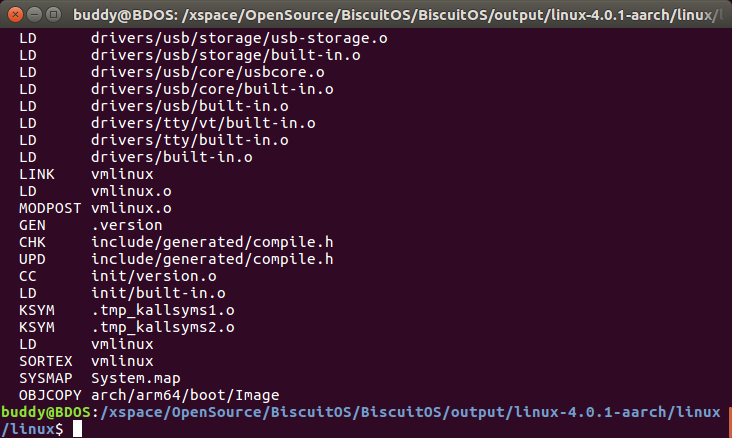 buddy@BDOS: /xspace/OpenSource/BiscuitOS/BiscuitOS/output/linux-4.0.1-aarch/linux/l
LD drivers/usb/storage/usb-storage.o
LD drivers/usb/storage/built-in.o
LD drivers/usb/core/usbcore.o
LD drivers/usb/core/built-in.o
LD drivers/usb/built-in.o
LD drivers/tty/vt/built-in.o
LD drivers/tty/built-in.o
LD drivers/built-in.o
LINK vmlinux
LD vmlinux.o
MODPOST vmlinux.o
GEN .version
CHK include/generated/compile.h
UPD include/generated/compile.h
CC init/version.o
LD init/built-in.o
KSYM .tmp_kallsyms1.o
KSYM .tmp_kallsyms2.o
LD vmlinux
SORTEX vmlinux
SYSMAP System.map
OBJCOPY arch/arm64/boot/Image
buddy@BDOS:/xspace/OpenSource/BiscuitOS/BiscuitOS/output/linux-4.0.1-aarch/linux
/linux$